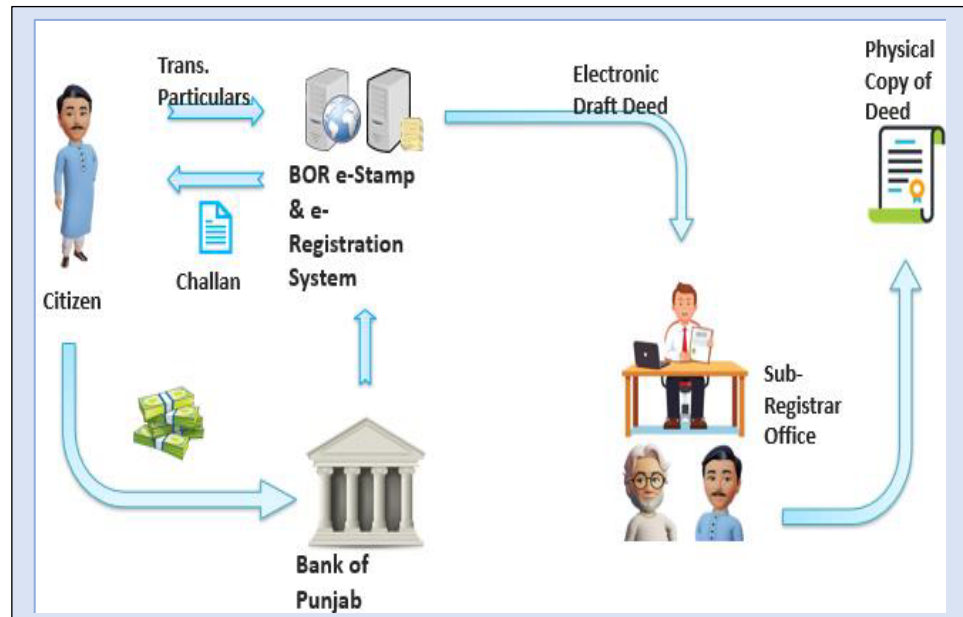 Trans.
Particulars
BOR e-Stamp
& e-
Registration
System
Challan
Citizen
Bank of
Punjab
Electronic
Draft Deed
Sub-
Registrar
Office
Physical
Copy of
Deed